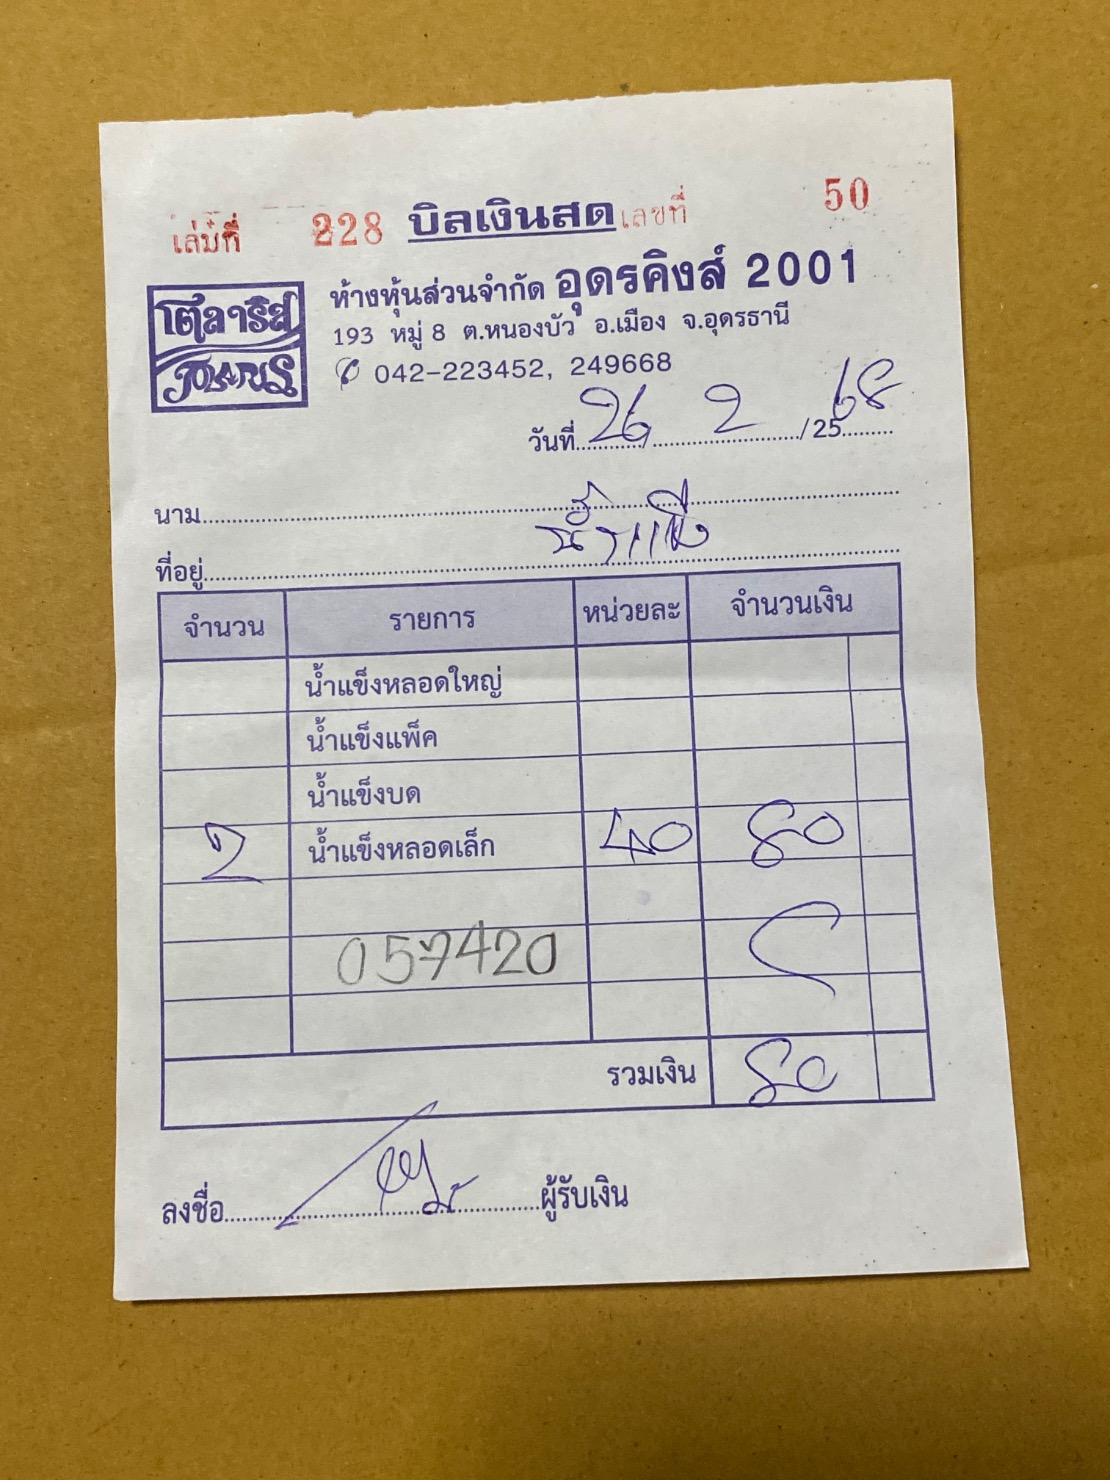 เล่มที่ 228 บิลเงินสด เลขที่ 50
โตลาริส
ห้างหุ้นส่วนจำกัด อุดรคิงส์ 2001
193 หมู่ 8 ต.หนองบัว อ.เมือง จ.อุดรธานี
042-223452, 249668
วันที่ 26 / 2 / 25 68
นาม
ที่อยู่
จำนวน รายการ หน่วยละ จำนวนเงิน
น้ำแข็งหลอดใหญ่
น้ำแข็งแพ็ค
น้ำแข็งบด
2 น้ำแข็งหลอดเล็ก 40 80
057420
รวมเงิน 80
ลงชื่อ ผู้รับเงิน